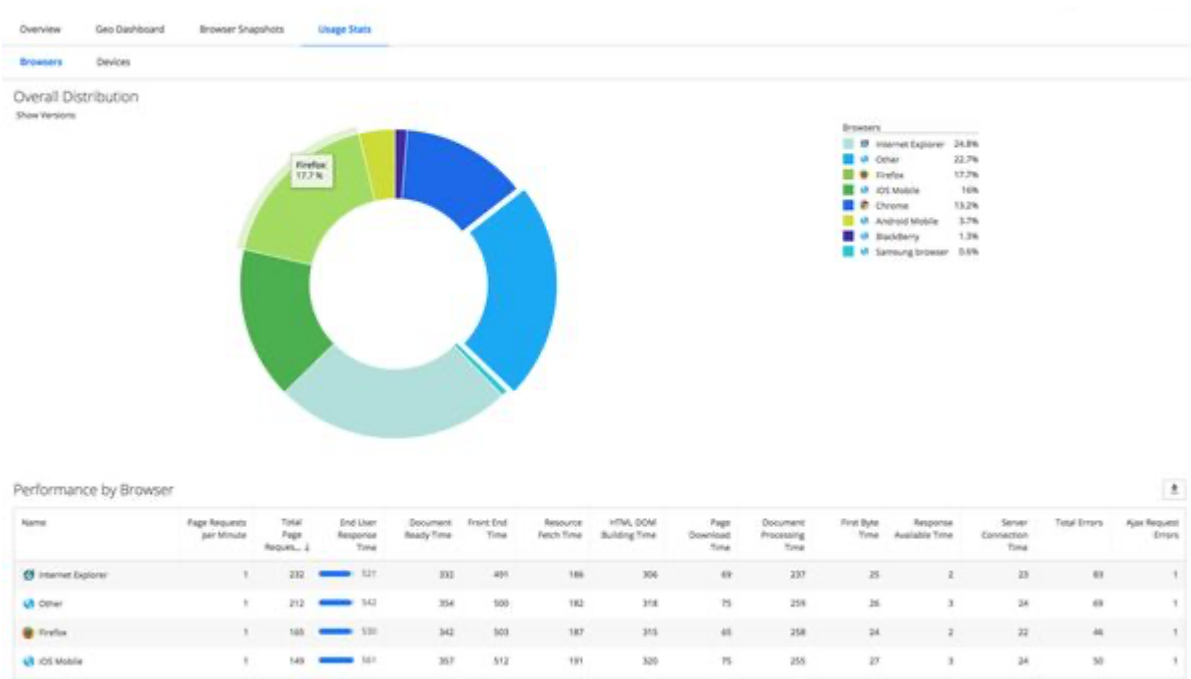 Overview Geo Dashboard Browser Snapshots Usage Stats
Browsers Devices
Overall Distribution
Show Versions
Firefox:
17.7 %
Browsers
Internet Explorer 24.8%
Other 22.7%
Firefox 17.7%
iOS Mobile 16%
Chrome 13.2%
Android Mobile 3.7%
BlackBerry 1.3%
Samsung browser 0.6%
Performance by Browser
Name Page Requests per Minute Total Page Reques... ↓ End User Response Time Document Ready Time Front End Time Resource Fetch Time HTML DOM Building Time Page Download Time Document Processing Time First Byte Time Response Available Time Server Connection Time Total Errors Ajax Request Errors
Internet Explorer 1 232 521 332 491 186 306 69 237 25 2 23 83 1
Other 1 212 542 354 500 182 318 75 259 26 3 24 69 1
Firefox 1 165 530 342 503 187 315 65 258 24 2 22 46 1
iOS Mobile 1 149 561 357 512 191 320 75 255 27 3 24 50 1